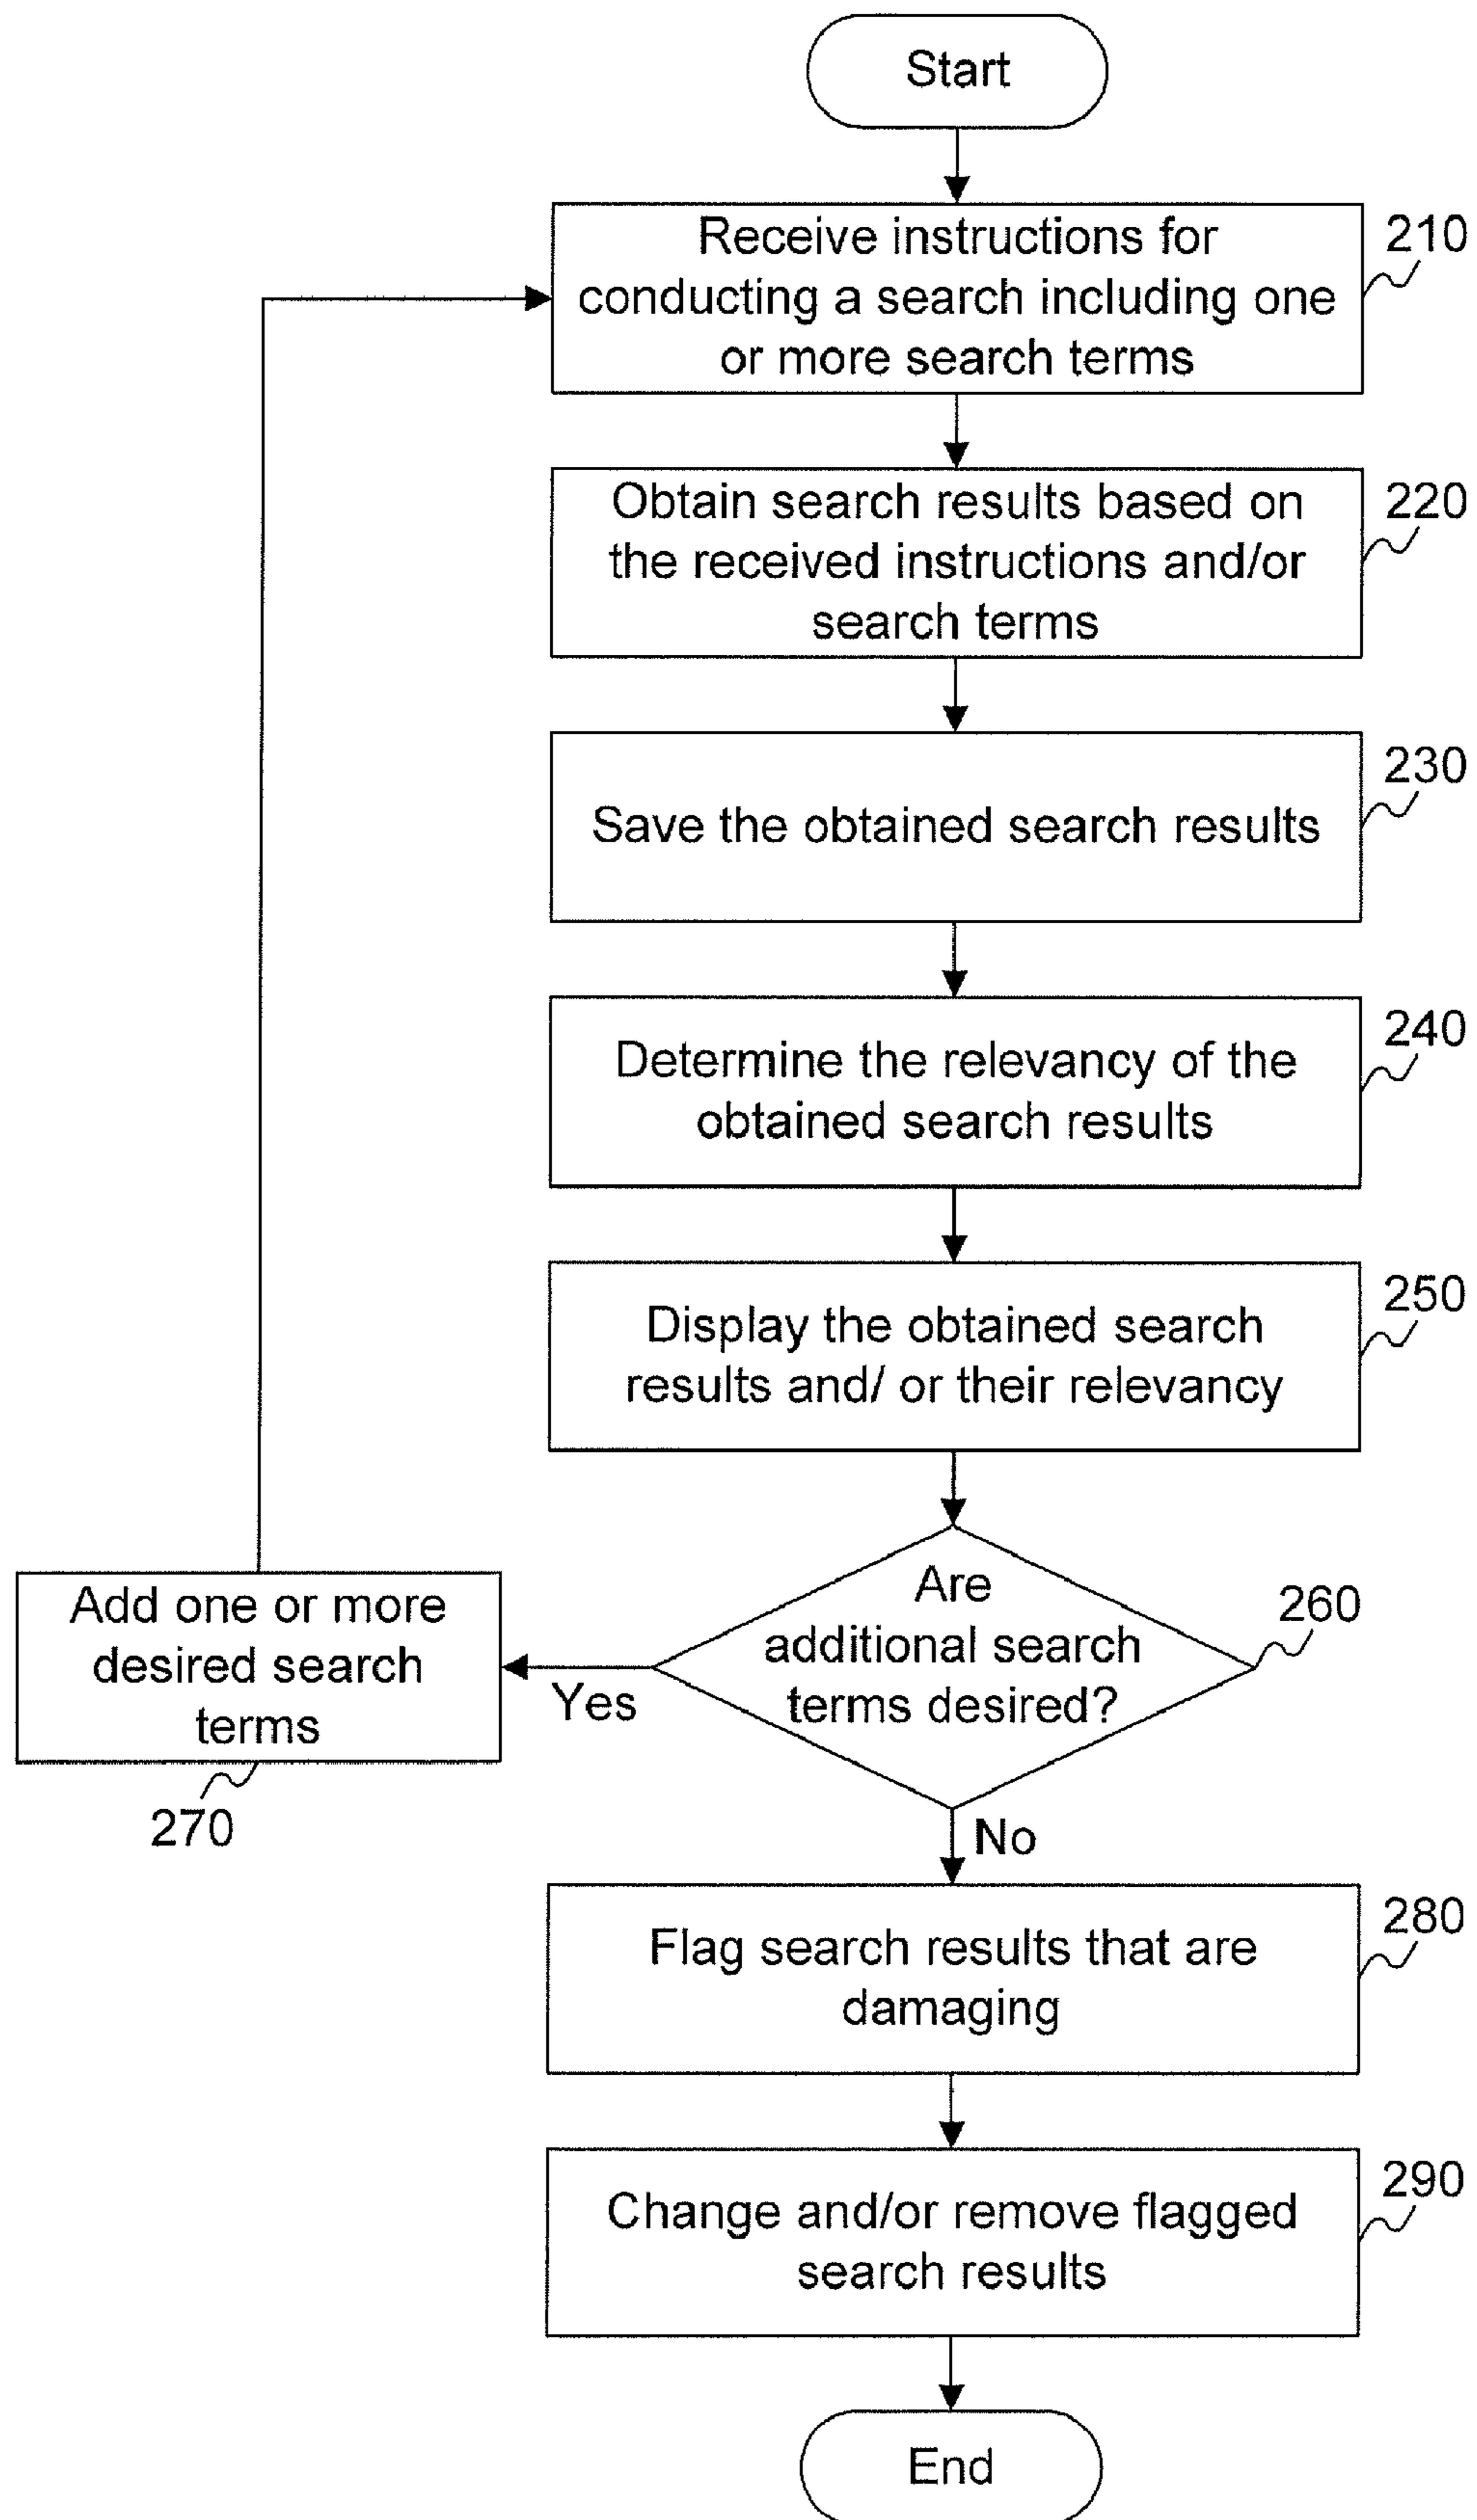 Start
Receive instructions for
conducting a search including one
or more search terms
210
Obtain search results based on
the received instructions and/or
search terms
220
Save the obtained search results
230
Determine the relevancy of the
obtained search results
240
Display the obtained search
results and/ or their relevancy
250
Are
additional search
terms desired?
260
Yes
Add one or more
desired search
terms
270
No
Flag search results that are
damaging
280
Change and/or remove flagged
search results
290
End